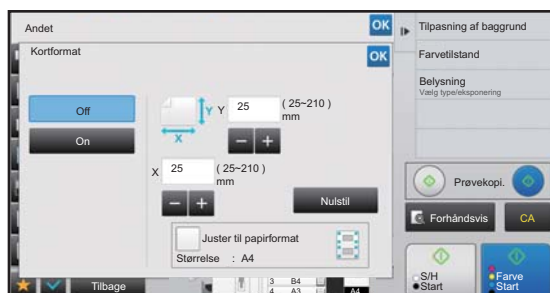 Andet
OK
Kortformat
OK
Off
On
Y
Y
25
( 25~210 )
mm
X
X
25
( 25~210 )
mm
Nulstil
Juster til papirformat
Størrelse : A4
Tilbage
3 B4
4 A3
A4
Tilpasning af baggrund
Farvetilstand
Belysning
Vælg type/eksponering
Prøvekopi.
Forhåndsvis
CA
S/H
Start
Farve
Start